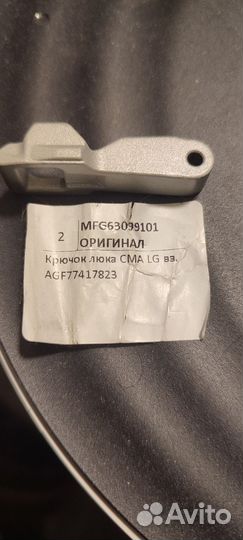 2
MFG63099101
ОРИГИНАЛ
Крючок люка СМА LG вз.
AGF77417823
Avito